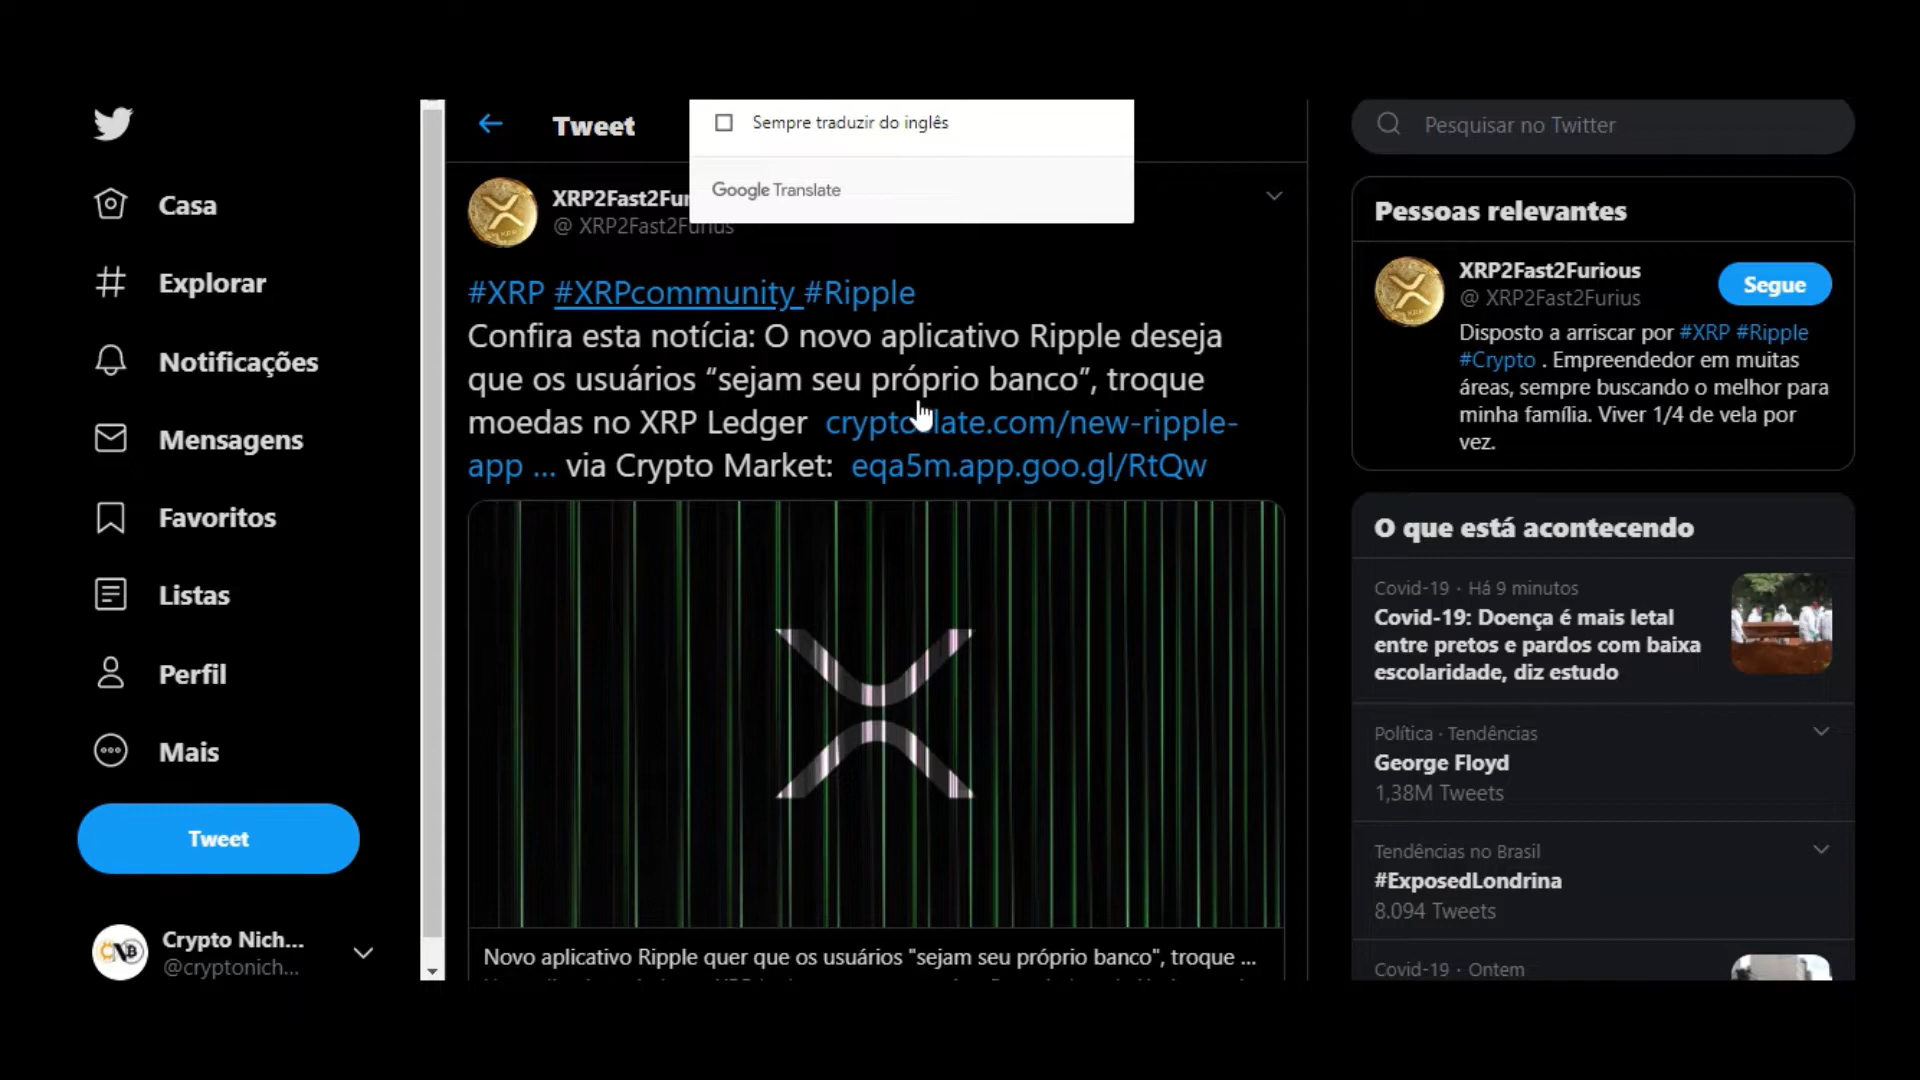 Casa
Explorar
Notificações
Mensagens
Favoritos
Listas
Perfil
Mais
Tweet
Crypto Nich...
@cryptonich...
Tweet
Sempre traduzir do inglês
Google Translate
XRP2Fast2Fur
@ XRP2Fast2Furius
#XRP #XRPcommunity #Ripple
Confira esta notícia: O novo aplicativo Ripple deseja
que os usuários “sejam seu próprio banco”, troque
moedas no XRP Ledger late.com/new-ripple-
app ... via Crypto Market: eqa5m.app.goo.gl/RtQw
Novo aplicativo Ripple quer que os usuários "sejam seu próprio banco", troque ...
Pesquisar no Twitter
Pessoas relevantes
XRP2Fast2Furious
@ XRP2Fast2Furius
Segue
Disposto a arriscar por #XRP #Ripple
#Crypto . Empreendedor em muitas
áreas, sempre buscando o melhor para
minha família. Viver 1/4 de vela por
vez.
O que está acontecendo
Covid-19 · Há 9 minutos
Covid-19: Doença é mais letal
entre pretos e pardos com baixa
escolaridade, diz estudo
Política · Tendências
George Floyd
1,38M Tweets
Tendências no Brasil
#ExposedLondrina
8.094 Tweets
Covid-19 · Ontem